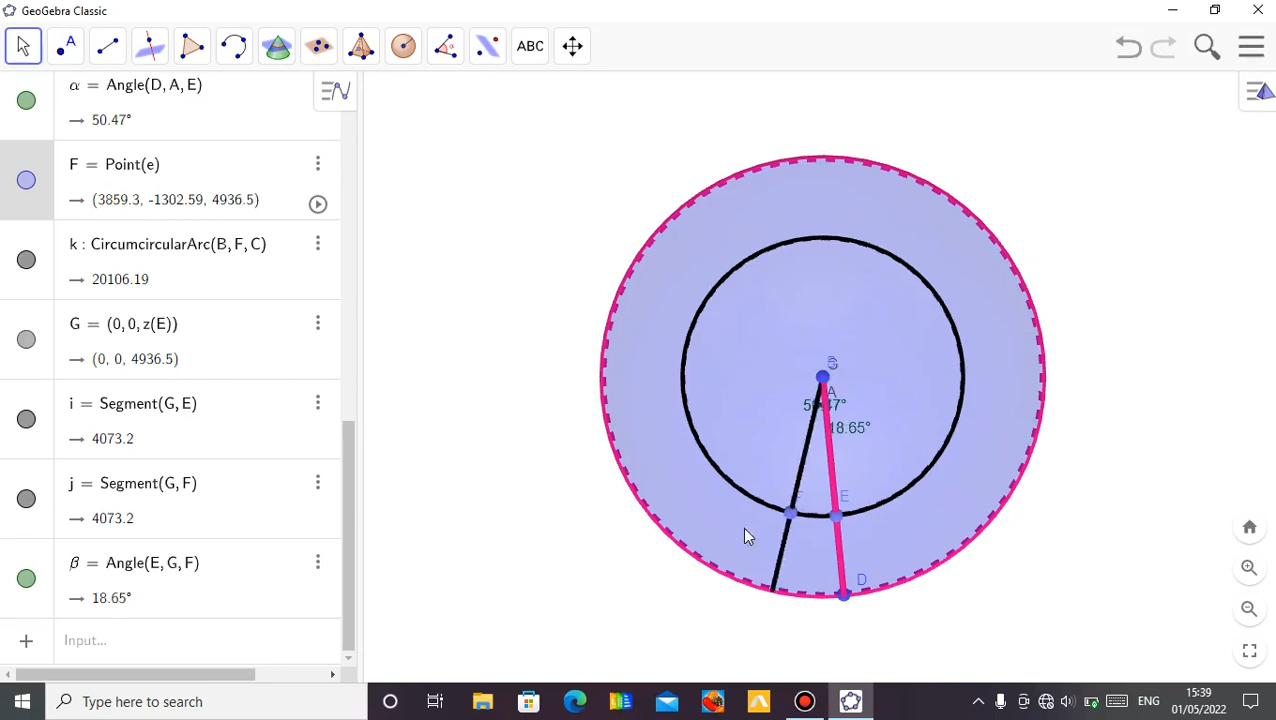 GeoGebra Classic
ABC
α = Angle(D, A, E)
→ 50.47°
F = Point(e)
→ (3859.3, -1302.59, 4936.5)
k : CircumcircularArc(B, F, C)
→ 20106.19
G = (0, 0, z(E))
→ (0, 0, 4936.5)
i = Segment(G, E)
→ 4073.2
j = Segment(G, F)
→ 4073.2
β = Angle(E, G, F)
→ 18.65°
Input...
A
18.65°
E
D
Type here to search
ENG
15:39
01/05/2022